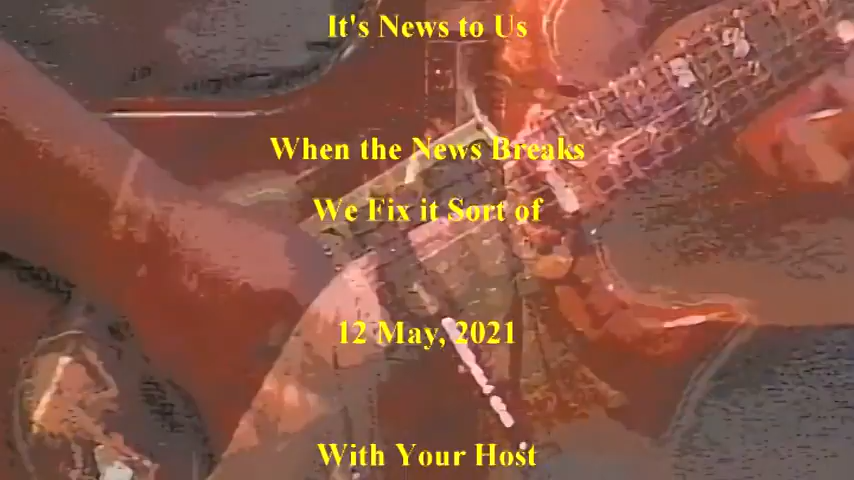 It's News to Us
When the News Breaks
We Fix it Sort of
12 May, 2021
With Your Host